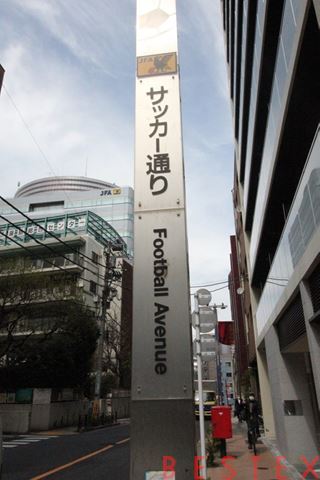 JFA
サッカー通り
Football Avenue
JFA
BESTEX